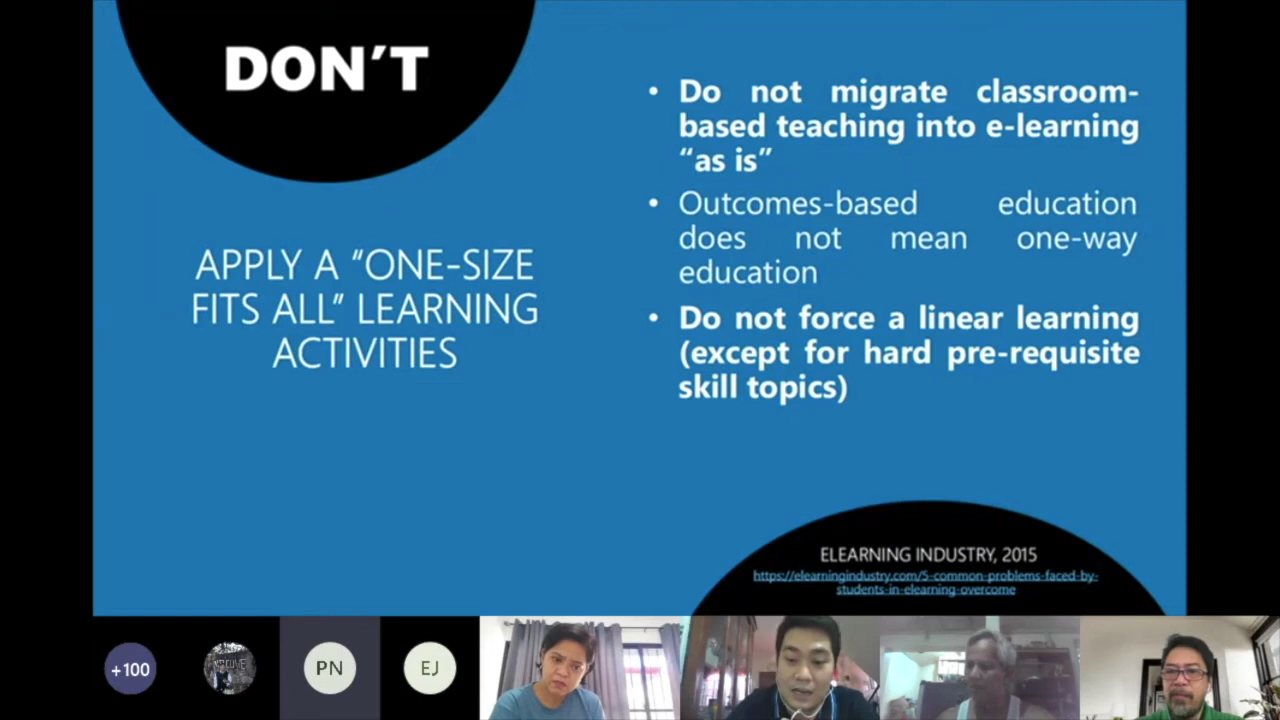 DON'T
APPLY A "ONE-SIZE
FITS ALL" LEARNING
ACTIVITIES
• Do not migrate classroom-
based teaching into e-learning
“as is”
• Outcomes-based education
does not mean one-way
education
• Do not force a linear learning
(except for hard pre-requisite
skill topics)
ELEARNING INDUSTRY, 2015
https://elearningindustry.com/5-common-problems-faced-by-
students-in-elearning-overcome
+100
PN
EJ